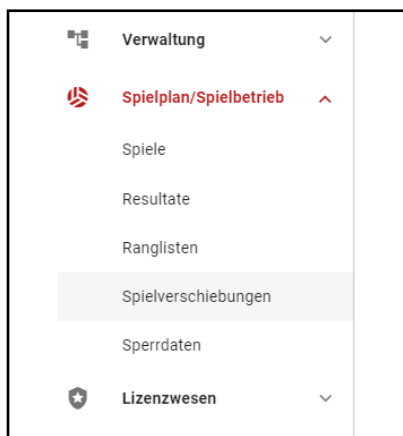 Verwaltung
Spielplan/Spielbetrieb
Spiele
Resultate
Ranglisten
Spielverschiebungen
Sperrdaten
Lizenzwesen